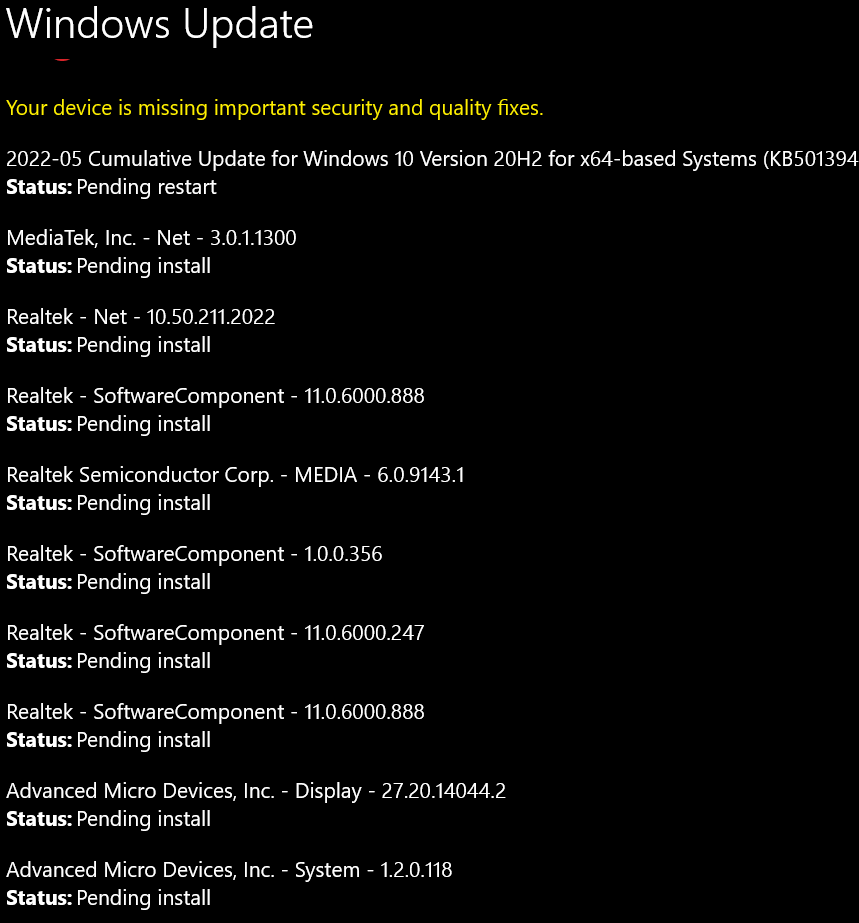 Windows Update
Your device is missing important security and quality fixes.
2022-05 Cumulative Update for Windows 10 Version 20H2 for x64-based Systems (KB501394
Status: Pending restart
MediaTek, Inc. - Net - 3.0.1.1300
Status: Pending install
Realtek - Net - 10.50.211.2022
Status: Pending install
Realtek - SoftwareComponent - 11.0.6000.888
Status: Pending install
Realtek Semiconductor Corp. - MEDIA - 6.0.9143.1
Status: Pending install
Realtek - SoftwareComponent - 1.0.0.356
Status: Pending install
Realtek - SoftwareComponent - 11.0.6000.247
Status: Pending install
Realtek - SoftwareComponent - 11.0.6000.888
Status: Pending install
Advanced Micro Devices, Inc. - Display - 27.20.14044.2
Status: Pending install
Advanced Micro Devices, Inc. - System - 1.2.0.118
Status: Pending install